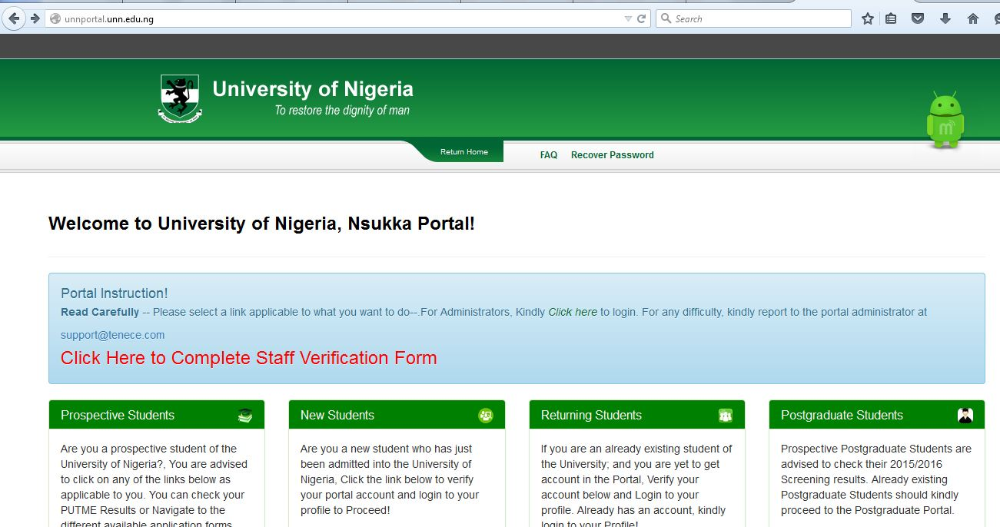 unnportal.unn.edu.ng
Search
University of Nigeria
To restore the dignity of man
m
Return Home
FAQ Recover Password
Welcome to University of Nigeria, Nsukka Portal!
Portal Instruction!
Read Carefully -- Please select a link applicable to what you want to do--.For Administrators, Kindly Click here to login. For any difficulty, kindly report to the portal administrator at
support@tenece.com
Click Here to Complete Staff Verification Form
Prospective Students
Are you a prospective student of the
University of Nigeria?, You are advised
to click on any of the links below as
applicable to you. You can check your
PUTME Results or Navigate to the
different available application forms
New Students
Are you a new student who has just
been admitted into the University of
Nigeria, Click the link below to verify
your portal account and login to your
profile to Proceed!
Returning Students
If you are an already existing student of
the University; and you are yet to get
account in the Portal, Verify your
account below and Login to your
profile. Already has an account, kindly
login to your Profile!
Postgraduate Students
Prospective Postgraduate Students are
advised to check their 2015/2016
Screening results. Already existing
Postgraduate Students should kindly
proceed to the Postgraduate Portal.